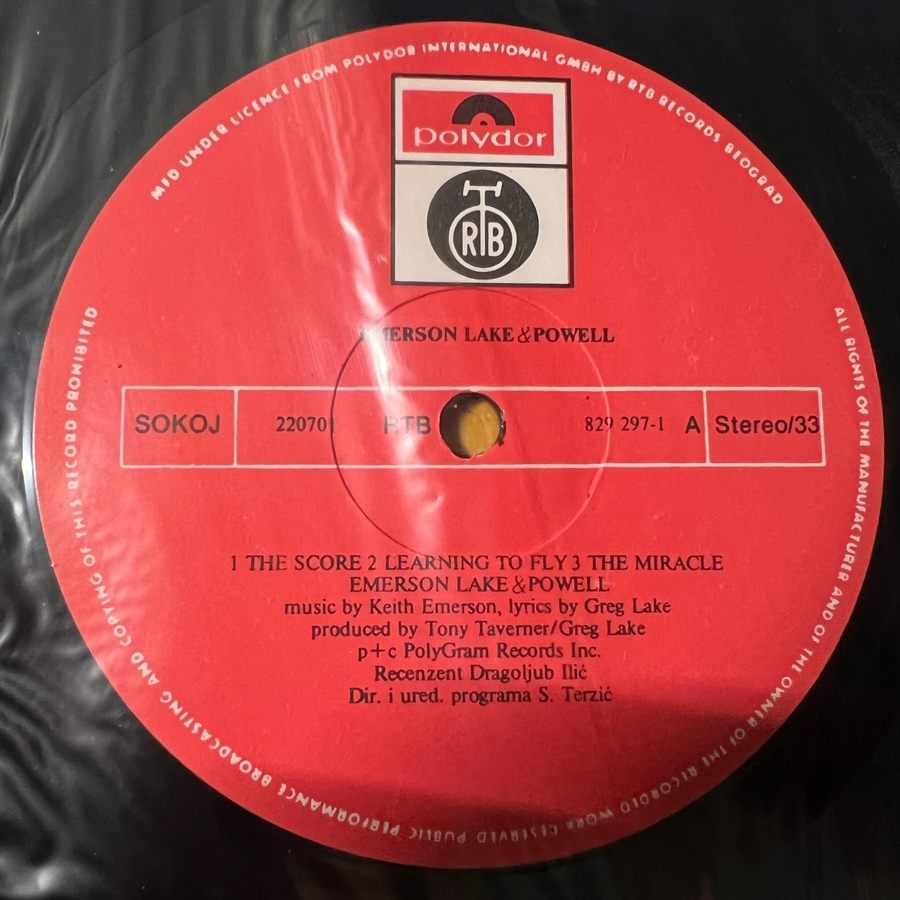 MFD UNDER LICENCE FROM POLYDOR INTERNATIONAL GMBH BY RTB RECORDS BEOGRAD
polydor
RTB
EMERSON LAKE & POWELL
SOKOJ 220701 RTB 829 297-1 A Stereo/33
1 THE SCORE 2 LEARNING TO FLY 3 THE MIRACLE
EMERSON LAKE & POWELL
music by Keith Emerson, lyrics by Greg Lake
produced by Tony Taverner/Greg Lake
p+c PolyGram Records Inc.
Recenzent Dragoljub Ilić
Dir. i ured. programa S. Terzić
ALL RIGHTS OF THE MANUFACTURER AND OF THE OWNER OF THE RECORDED WORK RESERVED PUBLIC PERFORMANCE BROADCASTING AND COPYING OF THIS RECORD PROHIBITED